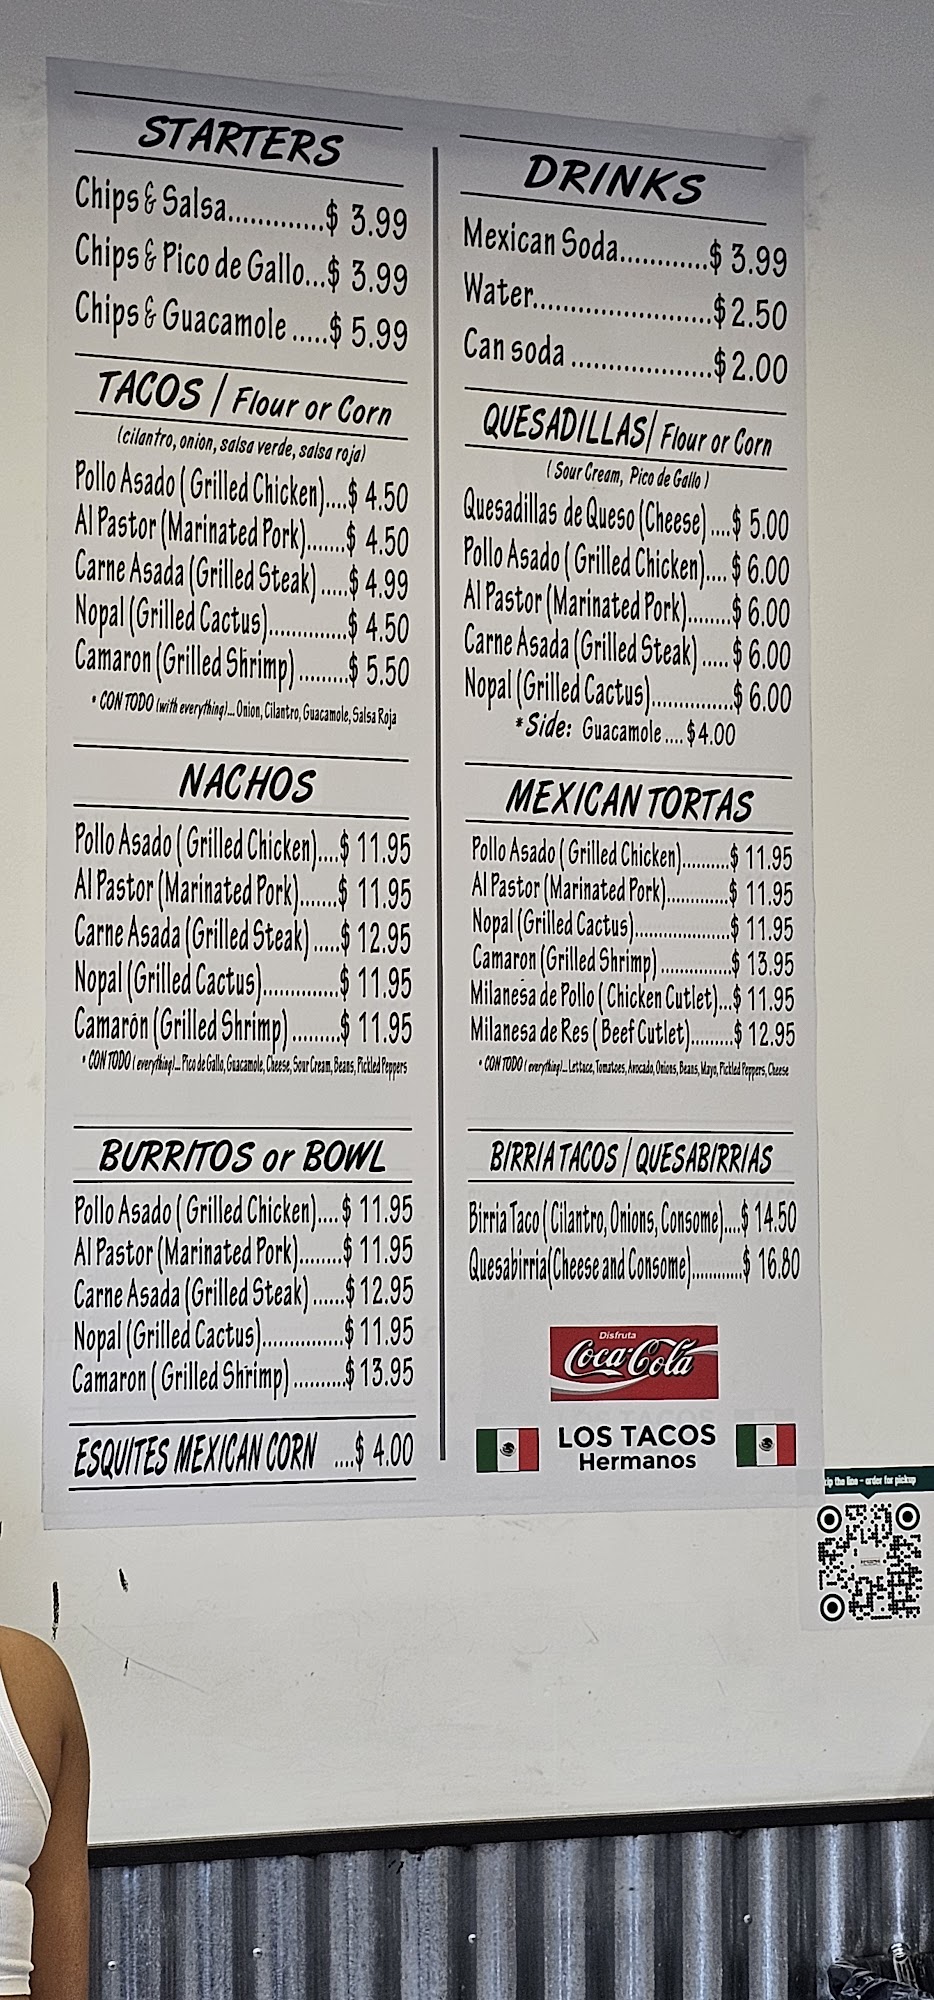 STARTERS
Chips & Salsa.............$ 3.99
Chips & Pico de Gallo...$ 3.99
Chips & Guacamole .....$ 5.99
TACOS / Flour or Corn
(cilantro, onion, salsa verde, salsa roja)
Pollo Asado ( Grilled Chicken)....$ 4.50
Al Pastor (Marinated Pork).......$ 4.50
Carne Asada (Grilled Steak) .....$ 4.99
Nopal (Grilled Cactus)..............$ 4.50
Camaron (Grilled Shrimp) .........$ 5.50
* CON TODO (with everything)... Onion, Cilantro, Guacamole, Salsa Roja
NACHOS
Pollo Asado ( Grilled Chicken)....$ 11.95
Al Pastor (Marinated Pork).......$ 11.95
Carne Asada (Grilled Steak) .....$ 12.95
Nopal (Grilled Cactus)..............$ 11.95
Camarón (Grilled Shrimp) .........$ 11.95
* CON TODO ( everything)... Pico de Gallo, Guacamole, Cheese, Sour Cream, Beans, Pickled Peppers
BURRITOS or BOWL
Pollo Asado ( Grilled Chicken).... $ 11.95
Al Pastor (Marinated Pork)........$ 11.95
Carne Asada (Grilled Steak) ......$ 12.95
Nopal (Grilled Cactus)...............$ 11.95
Camaron ( Grilled Shrimp) ..........$ 13.95
ESQUITES MEXICAN CORN ....$ 4.00
DRINKS
Mexican Soda............$ 3.99
Water........................$2.50
Can soda ...................$2.00
QUESADILLAS/ Flour or Corn
( Sour Cream, Pico de Gallo )
Quesadillas de Queso (Cheese) ....$ 5.00
Pollo Asado ( Grilled Chicken).... $ 6.00
Al Pastor (Marinated Pork)........$ 6.00
Carne Asada (Grilled Steak) ..... $ 6.00
Nopal (Grilled Cactus)...............$ 6.00
*Side: Guacamole .... $4.00
MEXICAN TORTAS
Pollo Asado ( Grilled Chicken)..........$ 11.95
Al Pastor (Marinated Pork).............$ 11.95
Nopal (Grilled Cactus)....................$ 11.95
Camaron (Grilled Shrimp) ...............$ 13.95
Milanesa de Pollo ( Chicken Cutlet)...$ 11.95
Milanesa de Res ( Beef Cutlet).........$ 12.95
* CON TODO ( everything)... Lettuce, Tomatoes, Avocado, Onions, Beans, Mayo, Pickled Peppers, Cheese
BIRRIA TACOS / QUESABIRRIAS
Birria Taco ( Cilantro, Onions, Consome)....$ 14.50
Quesabirria(Cheese and Consome)............$ 16.80
Disfruta
Coca-Cola
LOS TACOS
Hermanos
the line - order for pickup